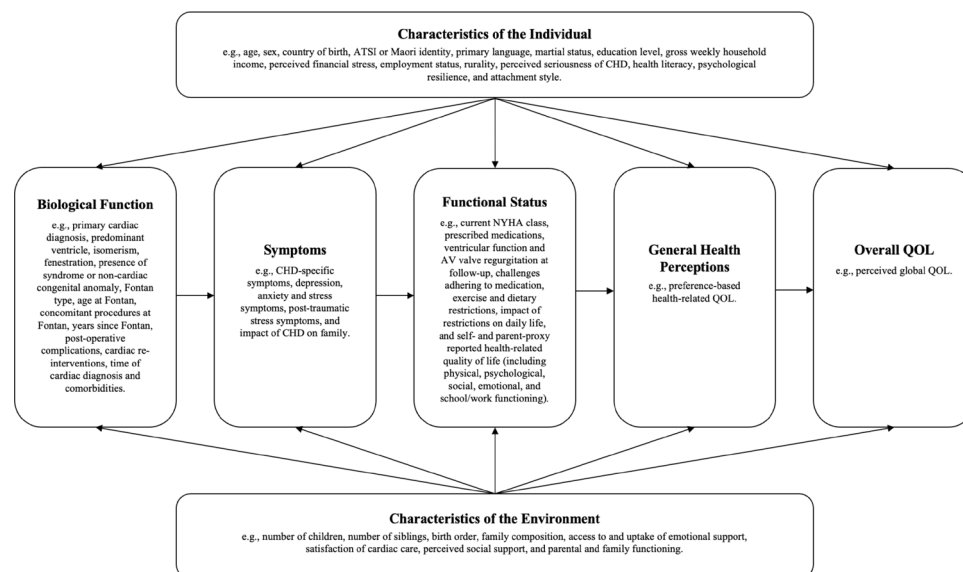 Characteristics of the Individual
e.g., age, sex, country of birth, ATSI or Maori identity, primary language, martial status, education level, gross weekly household
income, perceived financial stress, employment status, rurality, perceived seriousness of CHD, health literacy, psychological
resilience, and attachment style.
Biological Function
e.g., primary cardiac
diagnosis, predominant
ventricle, isomerism,
fenestration, presence of
syndrome or non-cardiac
congenital anomaly, Fontan
type, age at Fontan,
concomitant procedures at
Fontan, years since Fontan,
post-operative
complications, cardiac re-
interventions, time of
cardiac diagnosis and
comorbidities.
Symptoms
e.g., CHD-specific
symptoms, depression,
anxiety and stress
symptoms, post-traumatic
stress symptoms, and
impact of CHD on family.
Functional Status
e.g., current NYHA class,
prescribed medications,
ventricular function and
AV valve regurgitation at
follow-up, challenges
adhering to medication,
exercise and dietary
restrictions, impact of
restrictions on daily life,
and self- and parent-proxy
reported health-related
quality of life (including
physical, psychological,
social, emotional, and
school/work functioning).
General Health
Perceptions
e.g., preference-based
health-related QOL.
Overall QOL
e.g., perceived global QOL.
Characteristics of the Environment
e.g., number of children, number of siblings, birth order, family composition, access to and uptake of emotional support,
satisfaction of cardiac care, perceived social support, and parental and family functioning.